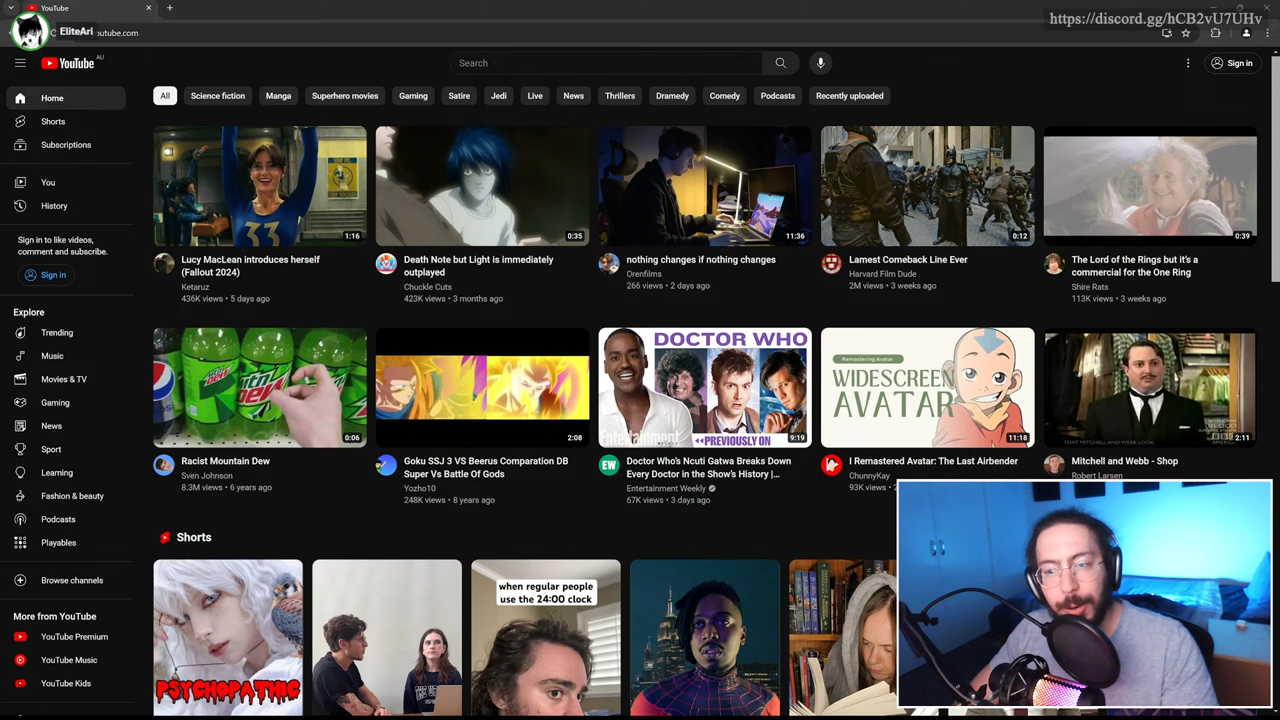 YouTube
https://discord.gg/hCB2vU7UHv
EliteAri
outube.com
YouTube AU
Search
Sign in
Home
Shorts
Subscriptions
You
History
Sign in to like videos,
comment and subscribe.
Sign in
Explore
Trending
Music
Movies & TV
Gaming
News
Sport
Learning
Fashion & beauty
Podcasts
Playables
Browse channels
More from YouTube
YouTube Premium
YouTube Music
YouTube Kids
All
Science fiction
Manga
Superhero movies
Gaming
Satire
Jedi
Live
News
Thrillers
Dramedy
Comedy
Podcasts
Recently uploaded
33
1:16
Lucy MacLean introduces herself
(Fallout 2024)
Ketaruz
436K views • 5 days ago
0:35
Death Note but Light is immediately
outplayed
Chuckle Cuts
423K views • 3 months ago
11:36
nothing changes if nothing changes
Orenfilms
266 views • 2 days ago
0:12
Lamest Comeback Line Ever
Harvard Film Dude
2M views • 3 weeks ago
0:39
The Lord of the Rings but it's a
commercial for the One Ring
Shire Rats
113K views • 3 weeks ago
0:06
Racist Mountain Dew
Sven Johnson
8.3M views • 6 years ago
2:08
Goku SSJ 3 VS Beerus Comparation DB
Super Vs Battle Of Gods
Yozho10
248K views • 8 years ago
DOCTOR WHO
Entertainment
PREVIOUSLY ON
9:19
EW
Doctor Who's Ncuti Gatwa Breaks Down
Every Doctor in the Show's History |...
Entertainment Weekly
67K views • 3 days ago
Remastering Avatar
WIDESCREEN
AVATAR
11:18
I Remastered Avatar: The Last Airbender
ChunnyKay
93K views • 2
2:11
Mitchell and Webb - Shop
Robert Larsen
Shorts
PSYCHOPATHIC
when regular people
use the 24:00 clock